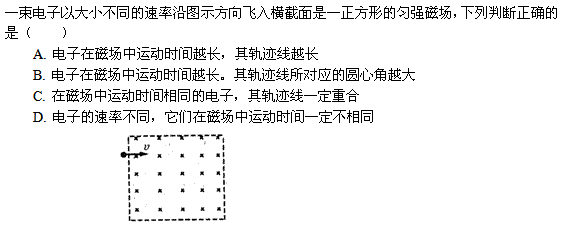 一束电子以大小不同的速率沿图示方向飞入横截面是一正方形的匀强磁场，下列判断正确的
是（　　）
A. 电子在磁场中运动时间越长，其轨迹线越长
B. 电子在磁场中运动时间越长。其轨迹线所对应的圆心角越大
C. 在磁场中运动时间相同的电子，其轨迹线一定重合
D. 电子的速率不同，它们在磁场中运动时间一定不相同
v